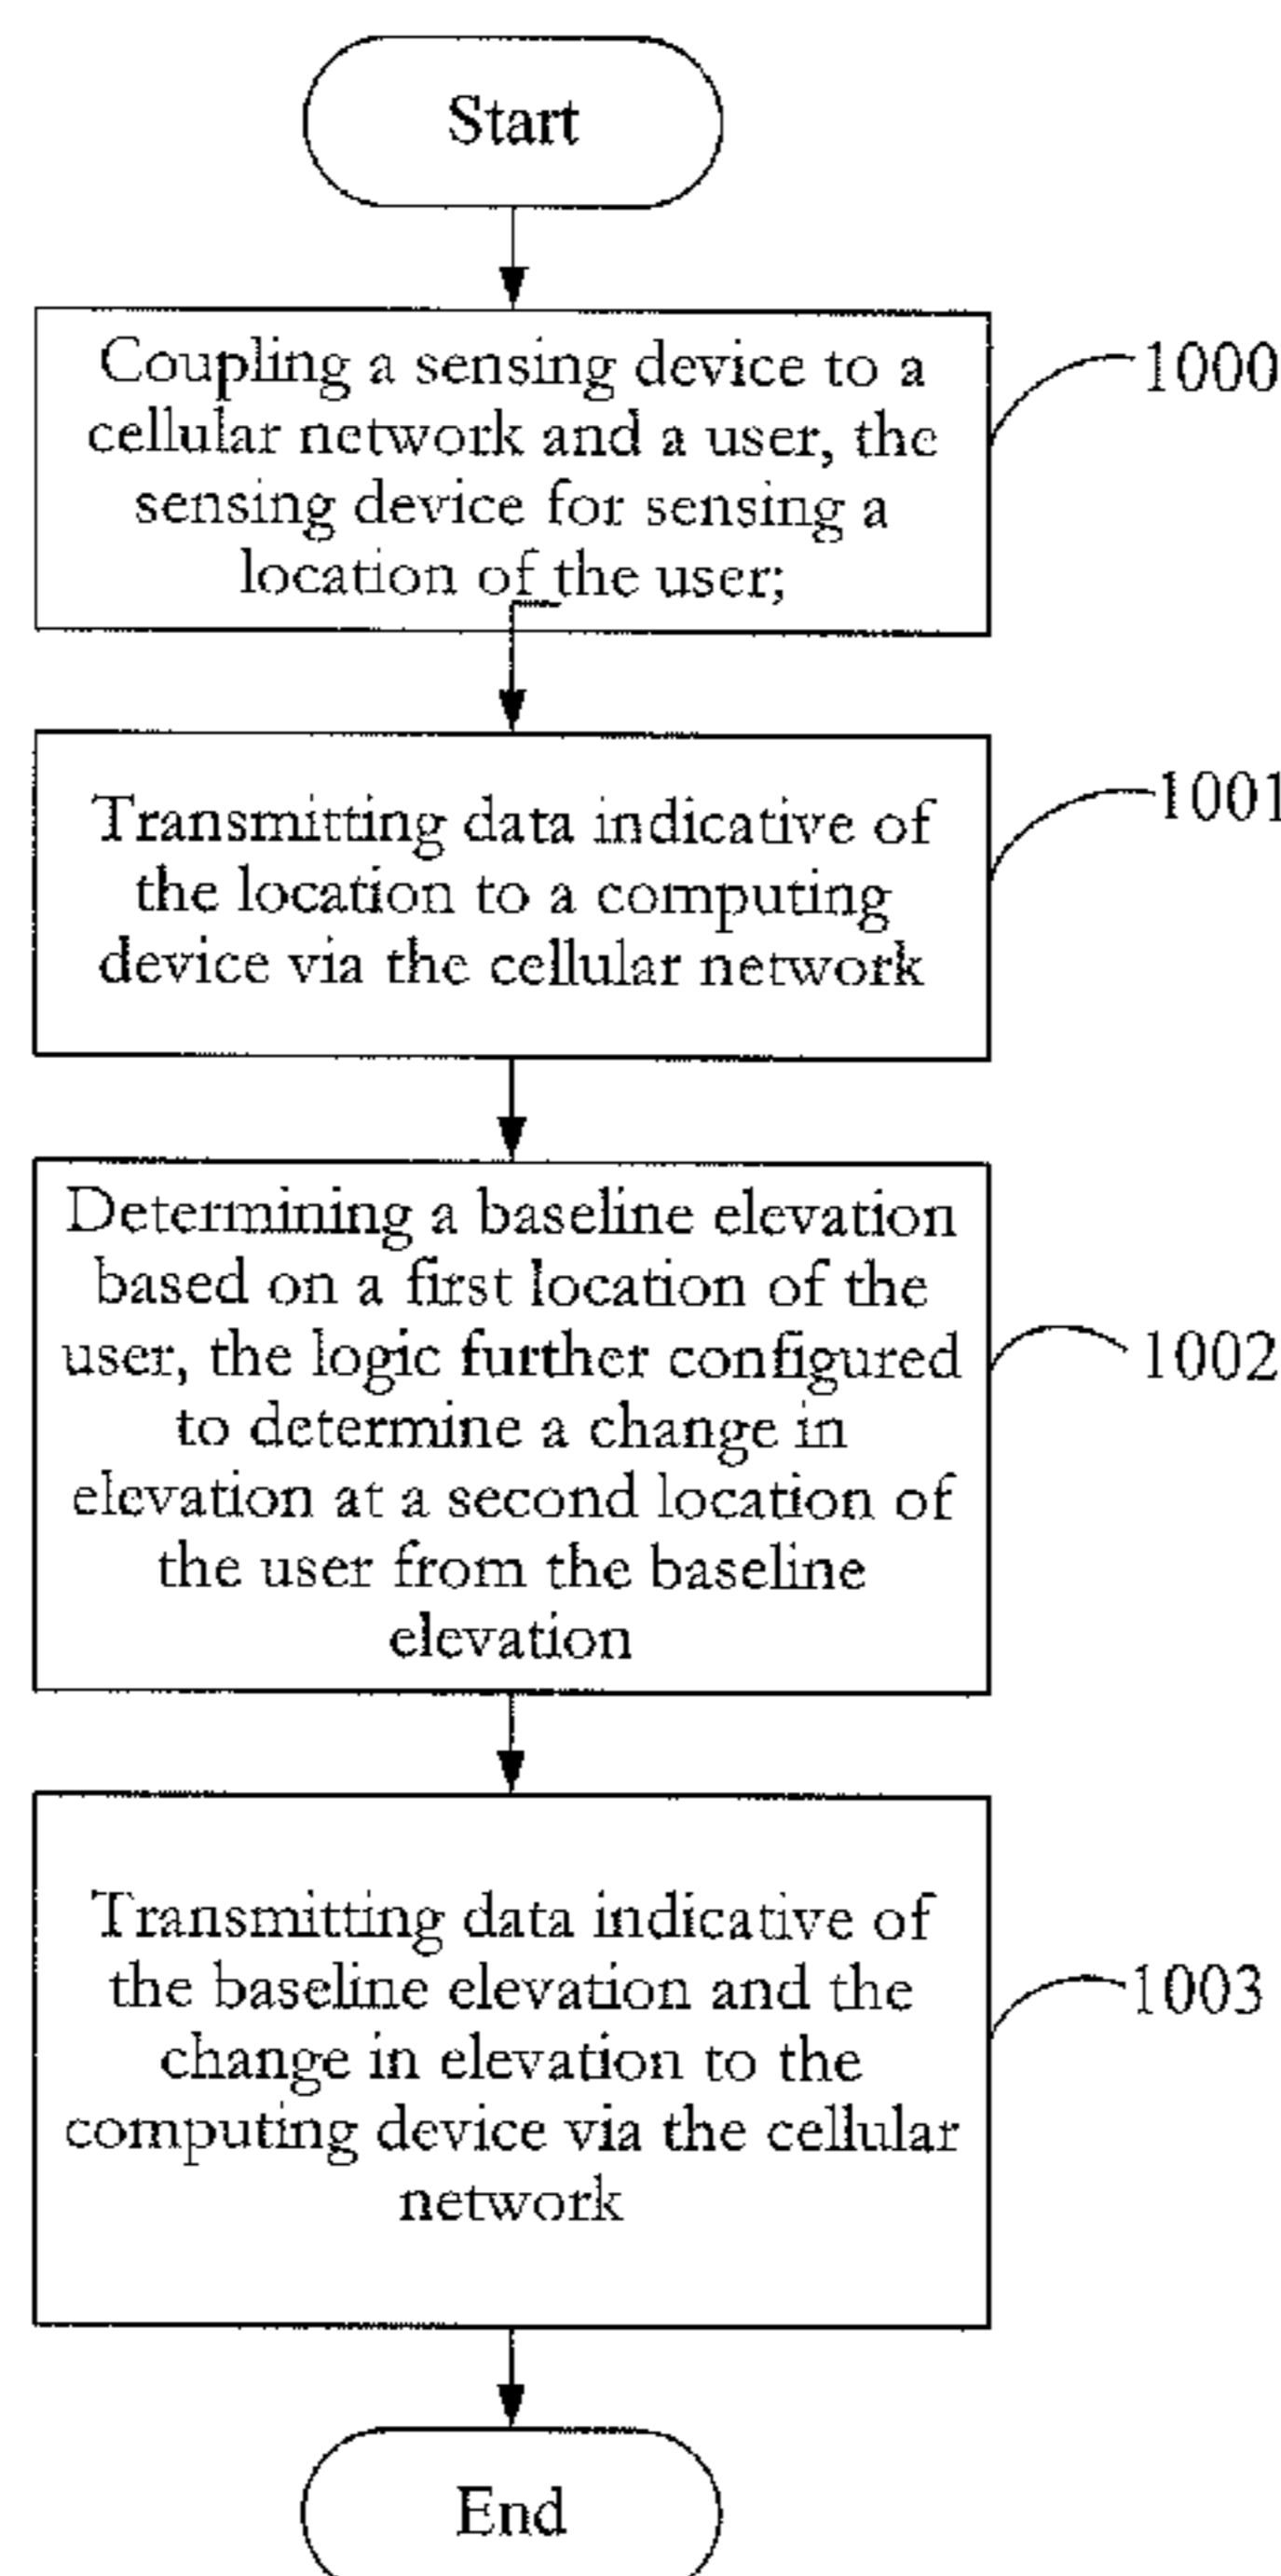 Start
Coupling a sensing device to a
cellular network and a user, the
sensing device for sensing a
location of the user;
1000
Transmitting data indicative of
the location to a computing
device via the cellular network
1001
Determining a baseline elevation
based on a first location of the
user, the logic further configured
to determine a change in
elevation at a second location of
the user from the baseline
elevation
1002
Transmitting data indicative of
the baseline elevation and the
change in elevation to the
computing device via the cellular
network
1003
End